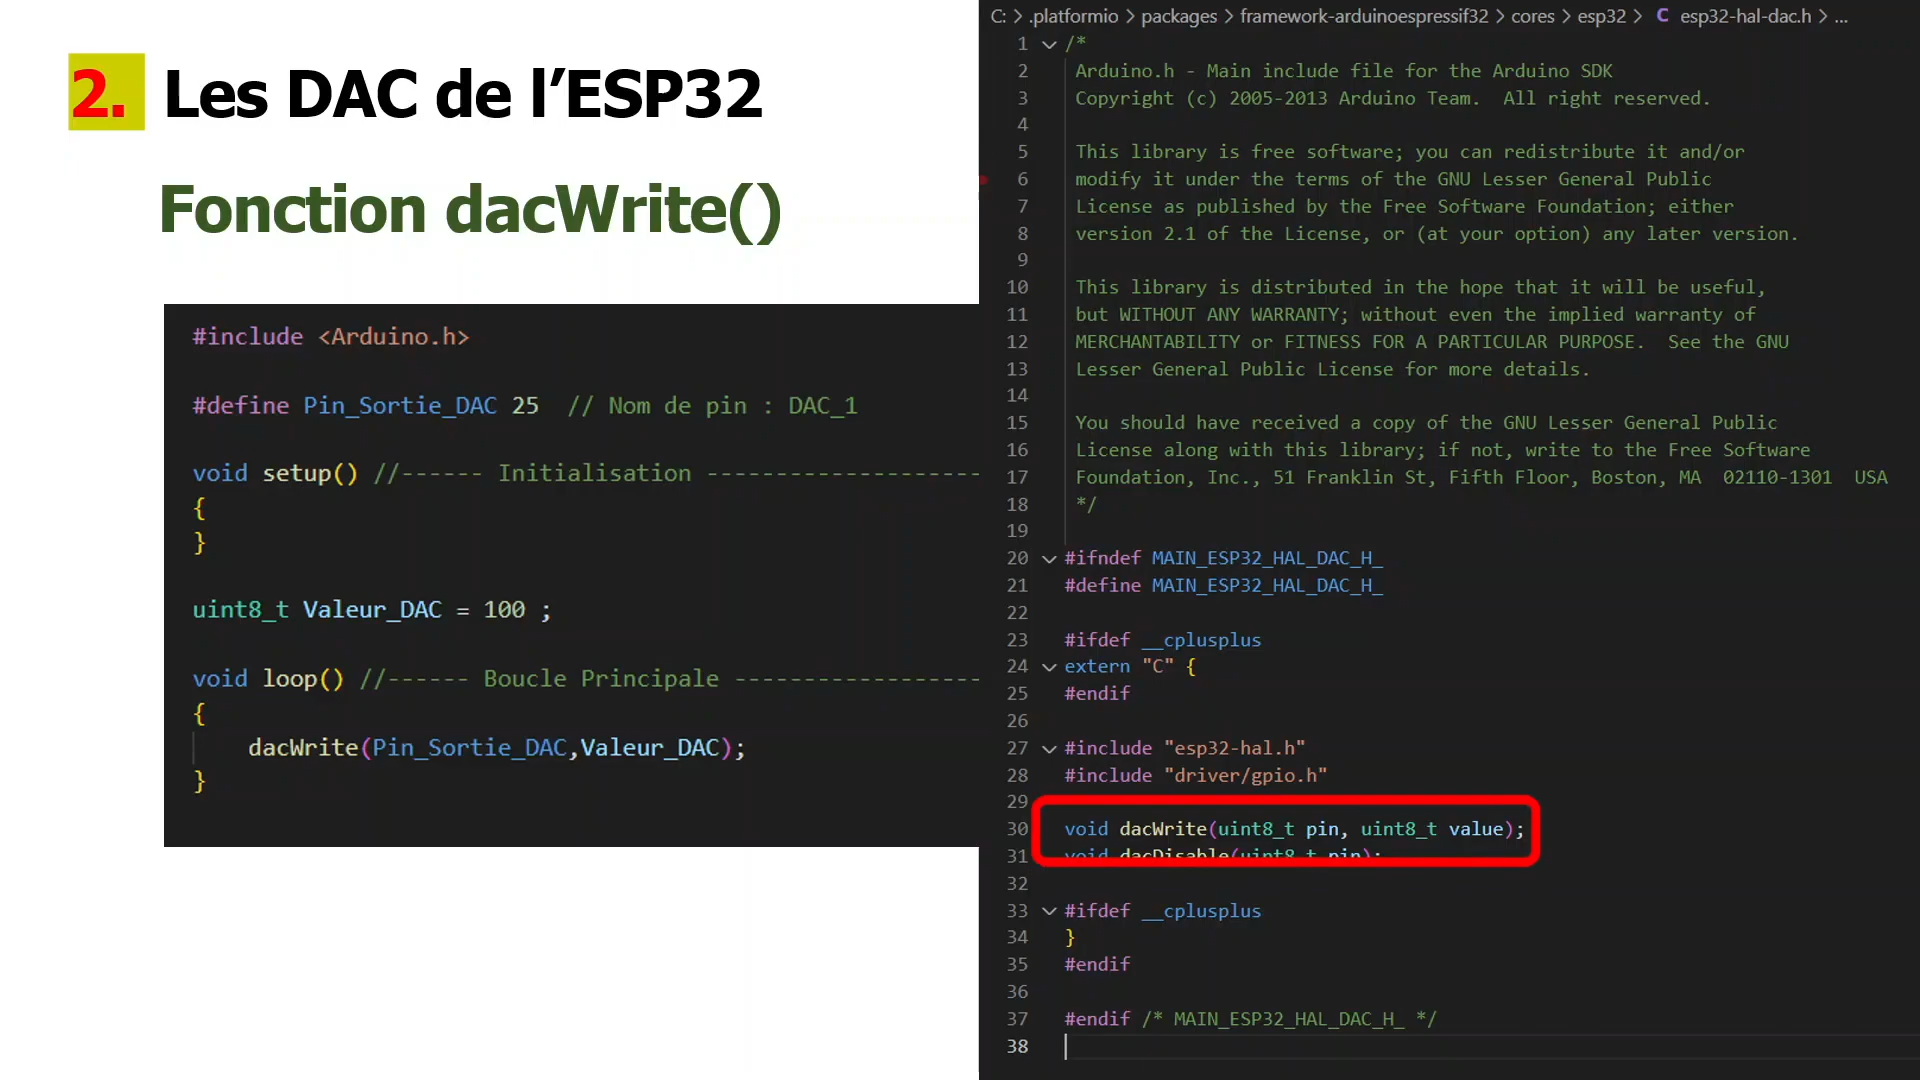 2. Les DAC de l’ESP32
Fonction dacWrite()
#include <Arduino.h>
#define Pin_Sortie_DAC 25  // Nom de pin : DAC_1
void setup() //------ Initialisation --------------------
{
}
uint8_t Valeur_DAC = 100 ;
void loop() //------ Boucle Principale ------------------
{
dacWrite(Pin_Sortie_DAC,Valeur_DAC);
}
C: > .platformio > packages > framework-arduinoespressif32 > cores > esp32 > C esp32-hal-dac.h > ...
1 /*
2 Arduino.h - Main include file for the Arduino SDK
3 Copyright (c) 2005-2013 Arduino Team.  All right reserved.
4
5 This library is free software; you can redistribute it and/or
6 modify it under the terms of the GNU Lesser General Public
7 License as published by the Free Software Foundation; either
8 version 2.1 of the License, or (at your option) any later version.
9
10 This library is distributed in the hope that it will be useful,
11 but WITHOUT ANY WARRANTY; without even the implied warranty of
12 MERCHANTABILITY or FITNESS FOR A PARTICULAR PURPOSE.  See the GNU
13 Lesser General Public License for more details.
14
15 You should have received a copy of the GNU Lesser General Public
16 License along with this library; if not, write to the Free Software
17 Foundation, Inc., 51 Franklin St, Fifth Floor, Boston, MA  02110-1301  USA
18 */
19
20 #ifndef MAIN_ESP32_HAL_DAC_H_
21 #define MAIN_ESP32_HAL_DAC_H_
22
23 #ifdef __cplusplus
24 extern "C" {
25 #endif
26
27 #include "esp32-hal.h"
28 #include "driver/gpio.h"
29
30 void dacWrite(uint8_t pin, uint8_t value);
31 void dacDisable(uint8_t pin);
32
33 #ifdef __cplusplus
34 }
35 #endif
36
37 #endif /* MAIN_ESP32_HAL_DAC_H_ */
38